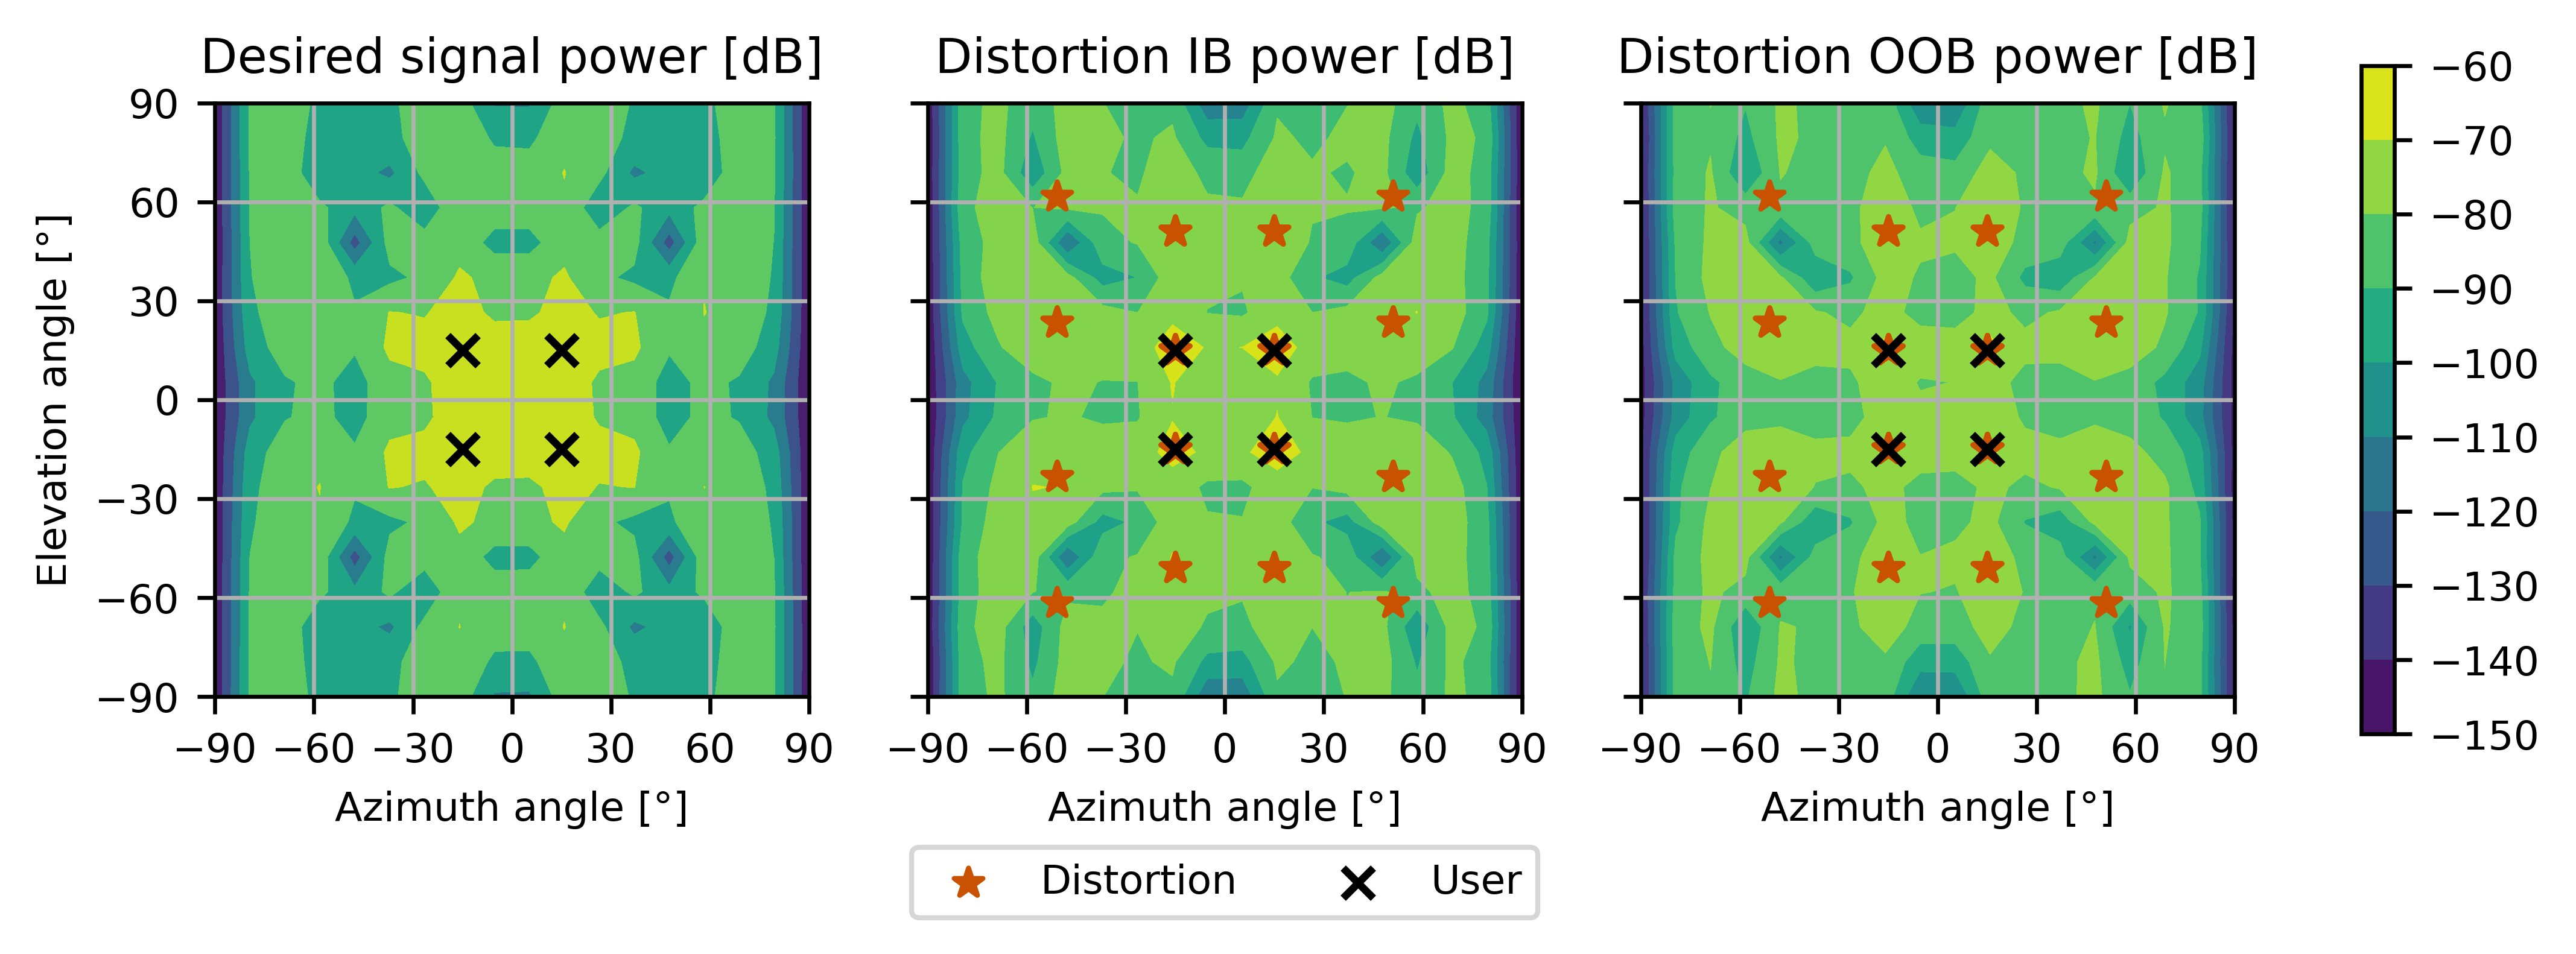 Desired signal power [dB]
Distortion IB power [dB]
Distortion OOB power [dB]
90
60
30
0
−30
−60
−90
Elevation angle [°]
−90 −60 −30 0 30 60 90
−90 −60 −30 0 30 60 90
−90 −60 −30 0 30 60 90
Azimuth angle [°]
Azimuth angle [°]
Azimuth angle [°]
−60
−70
−80
−90
−100
−110
−120
−130
−140
−150
Distortion
User